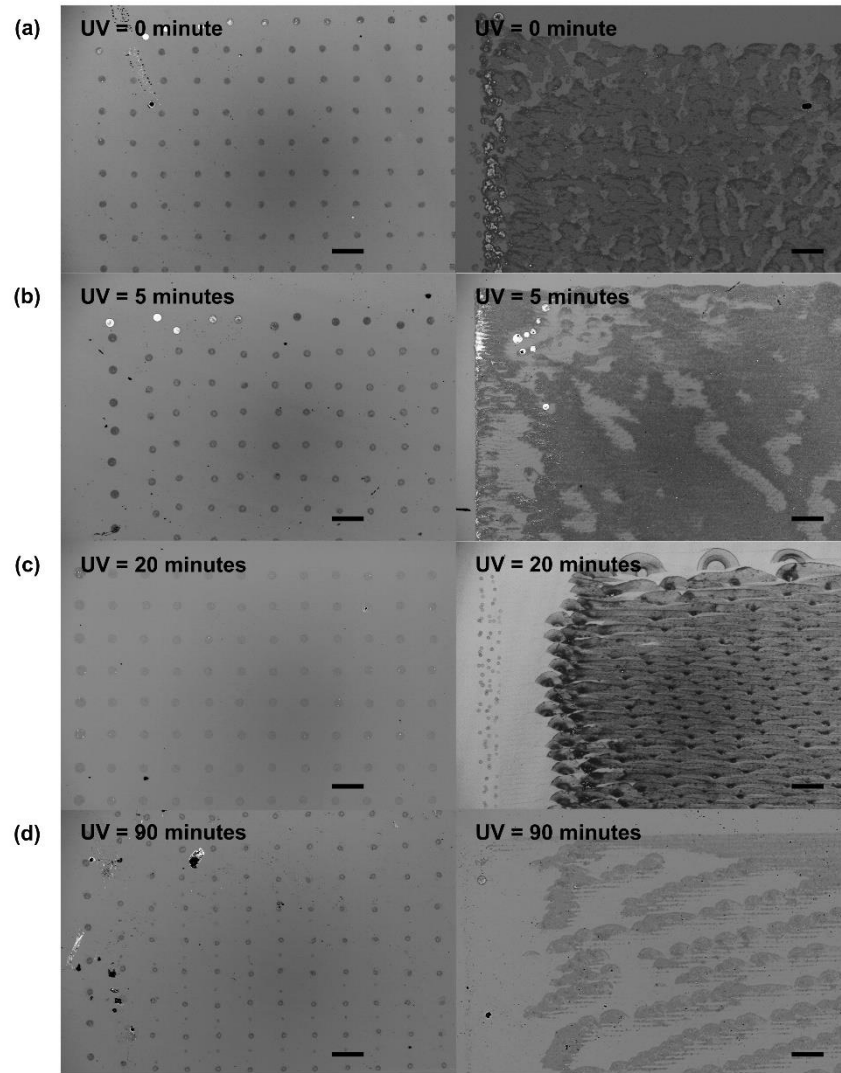 (a)
UV = 0 minute
UV = 0 minute
(b)
UV = 5 minutes
UV = 5 minutes
(c)
UV = 20 minutes
UV = 20 minutes
(d)
UV = 90 minutes
UV = 90 minutes